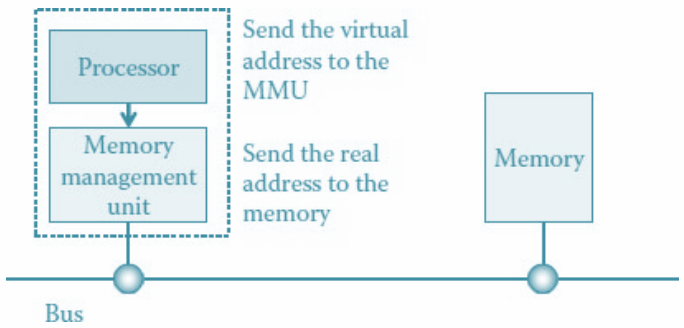 Processor
Send the virtual
address to the
MMU
Memory
management
unit
Send the real
address to the
memory
Memory
Bus